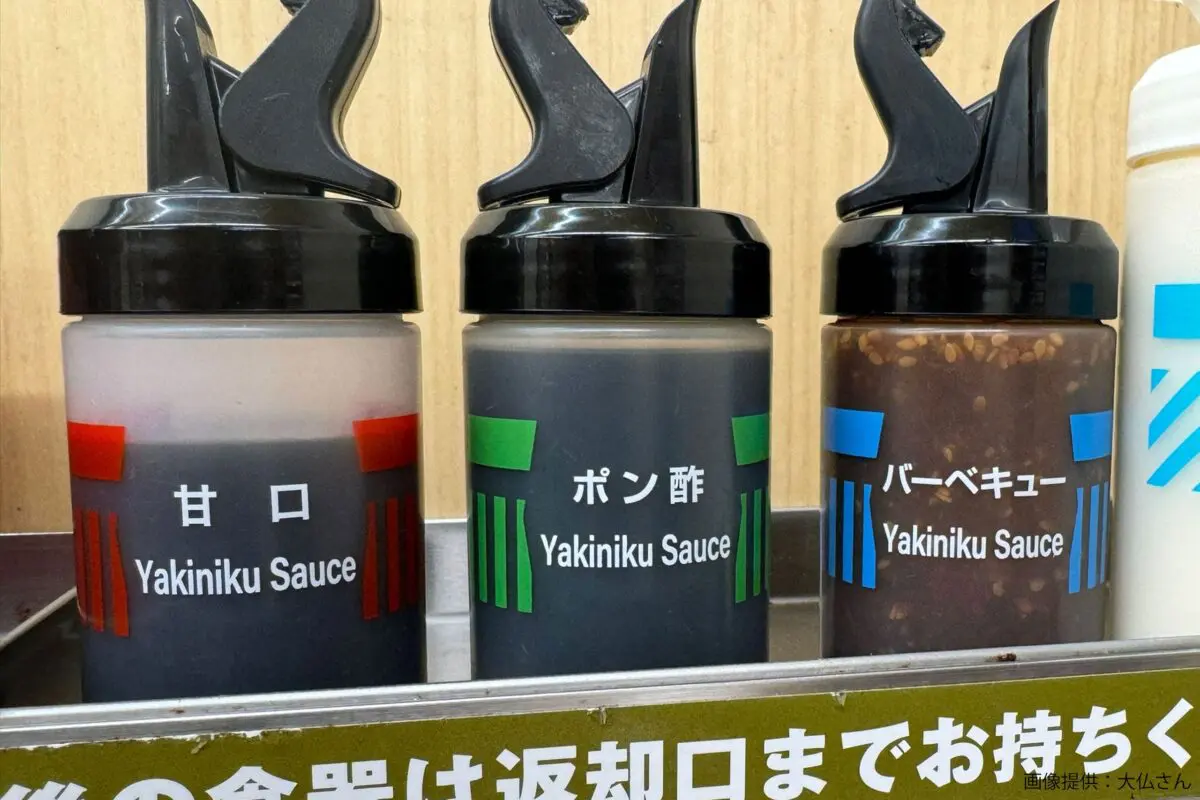 甘口
Yakiniku Sauce
ポン酢
Yakiniku Sauce
バーベキュー
Yakiniku Sauce
後の食器は返却口までお持ちく
画像提供：大仏さん